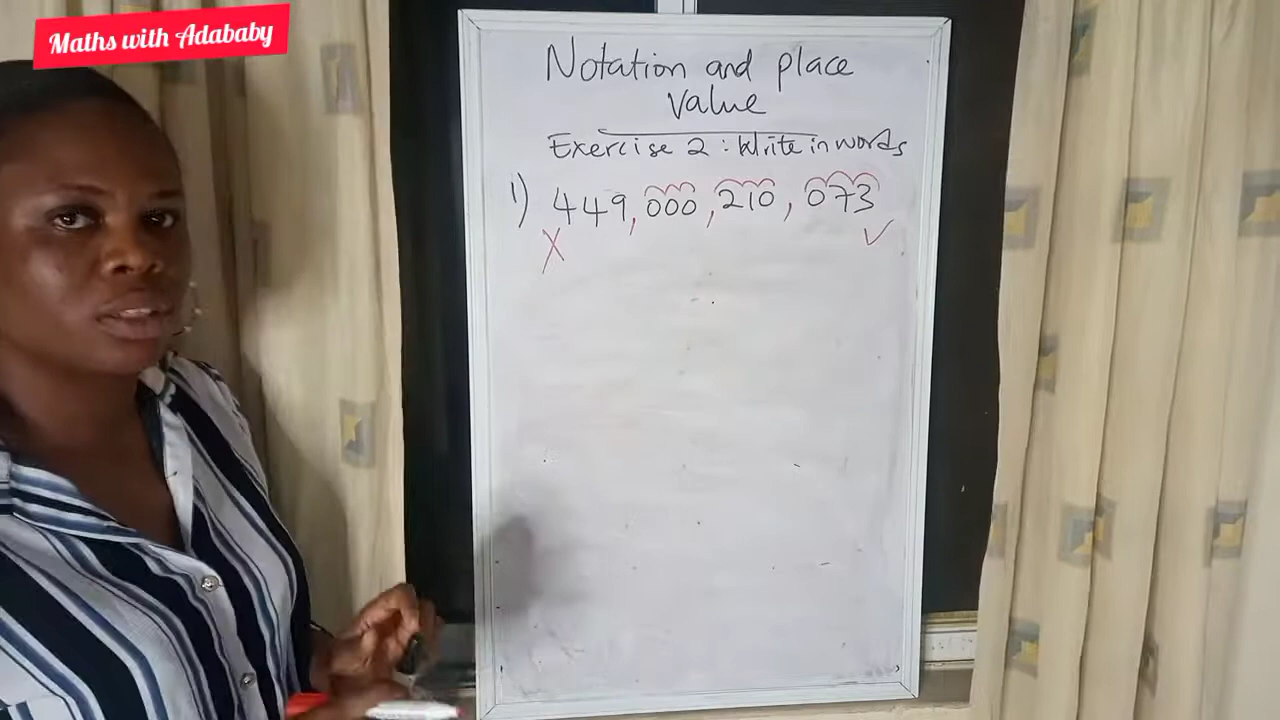 Maths with Adababy
Notation and place
Value
Exercise 2 : Write in words
1) 449,000,210,073
X ✓